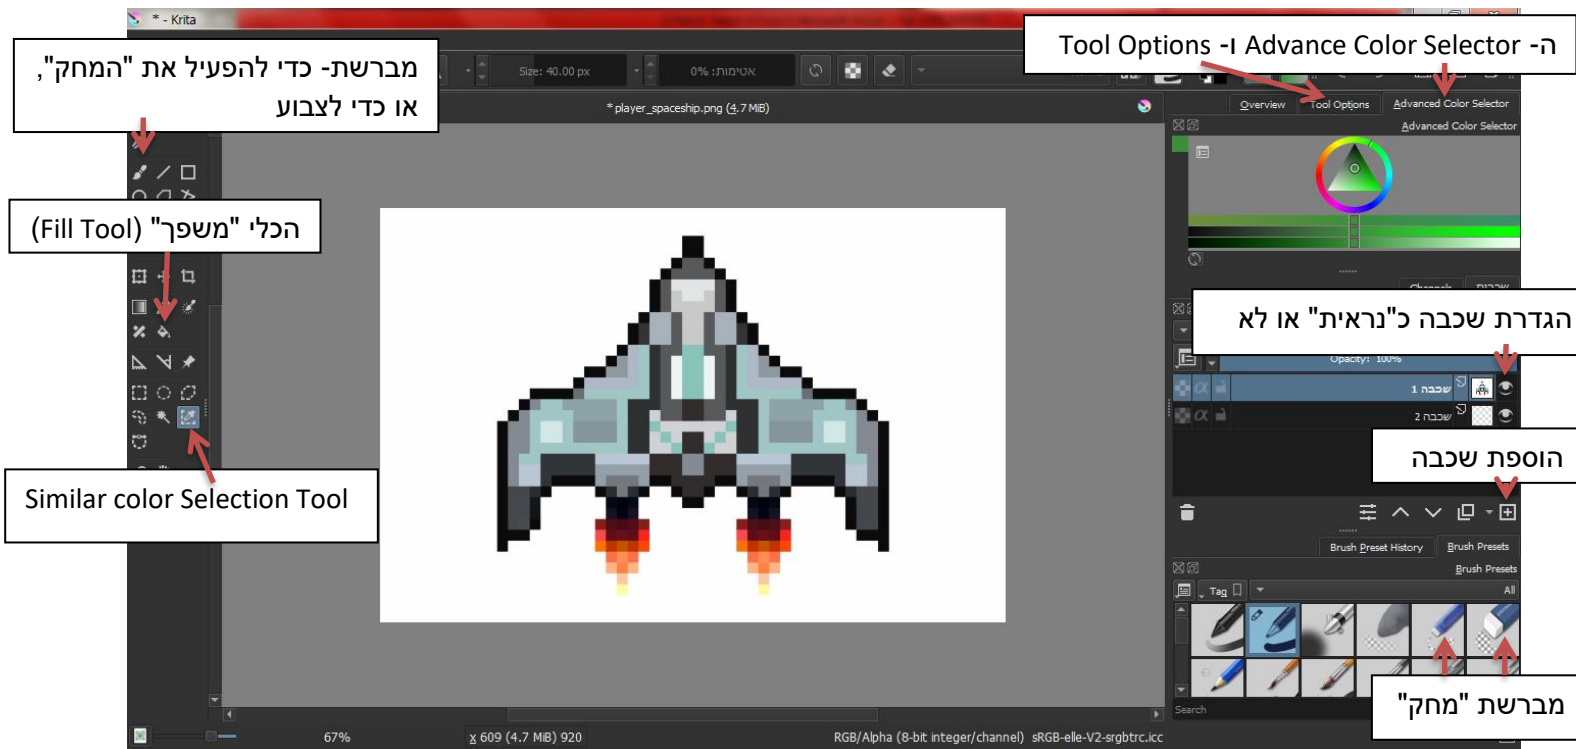 * - Krita
ה- Advance Color Selector ו- Tool Options
מברשת- כדי להפעיל את "המחק",
או כדי לצבוע
Size: 40.00 px
אטימות: 0%
* player_spaceship.png (4.7 MiB)
Overview
Tool Options
Advanced Color Selector
Advanced Color Selector
הכלי "משפך" (Fill Tool)
Channels
שכבות
הגדרת שכבה כ"נראית" או לא
Opacity: 100%
שכבה 1
שכבה 2
הוספת שכבה
Similar color Selection Tool
Brush Preset History
Brush Presets
Brush Presets
Tag
All
מברשת "מחק"
Search
67%
x 609 (4.7 MiB) 920
RGB/Alpha (8-bit integer/channel) sRGB-elle-V2-srgbtrc.icc